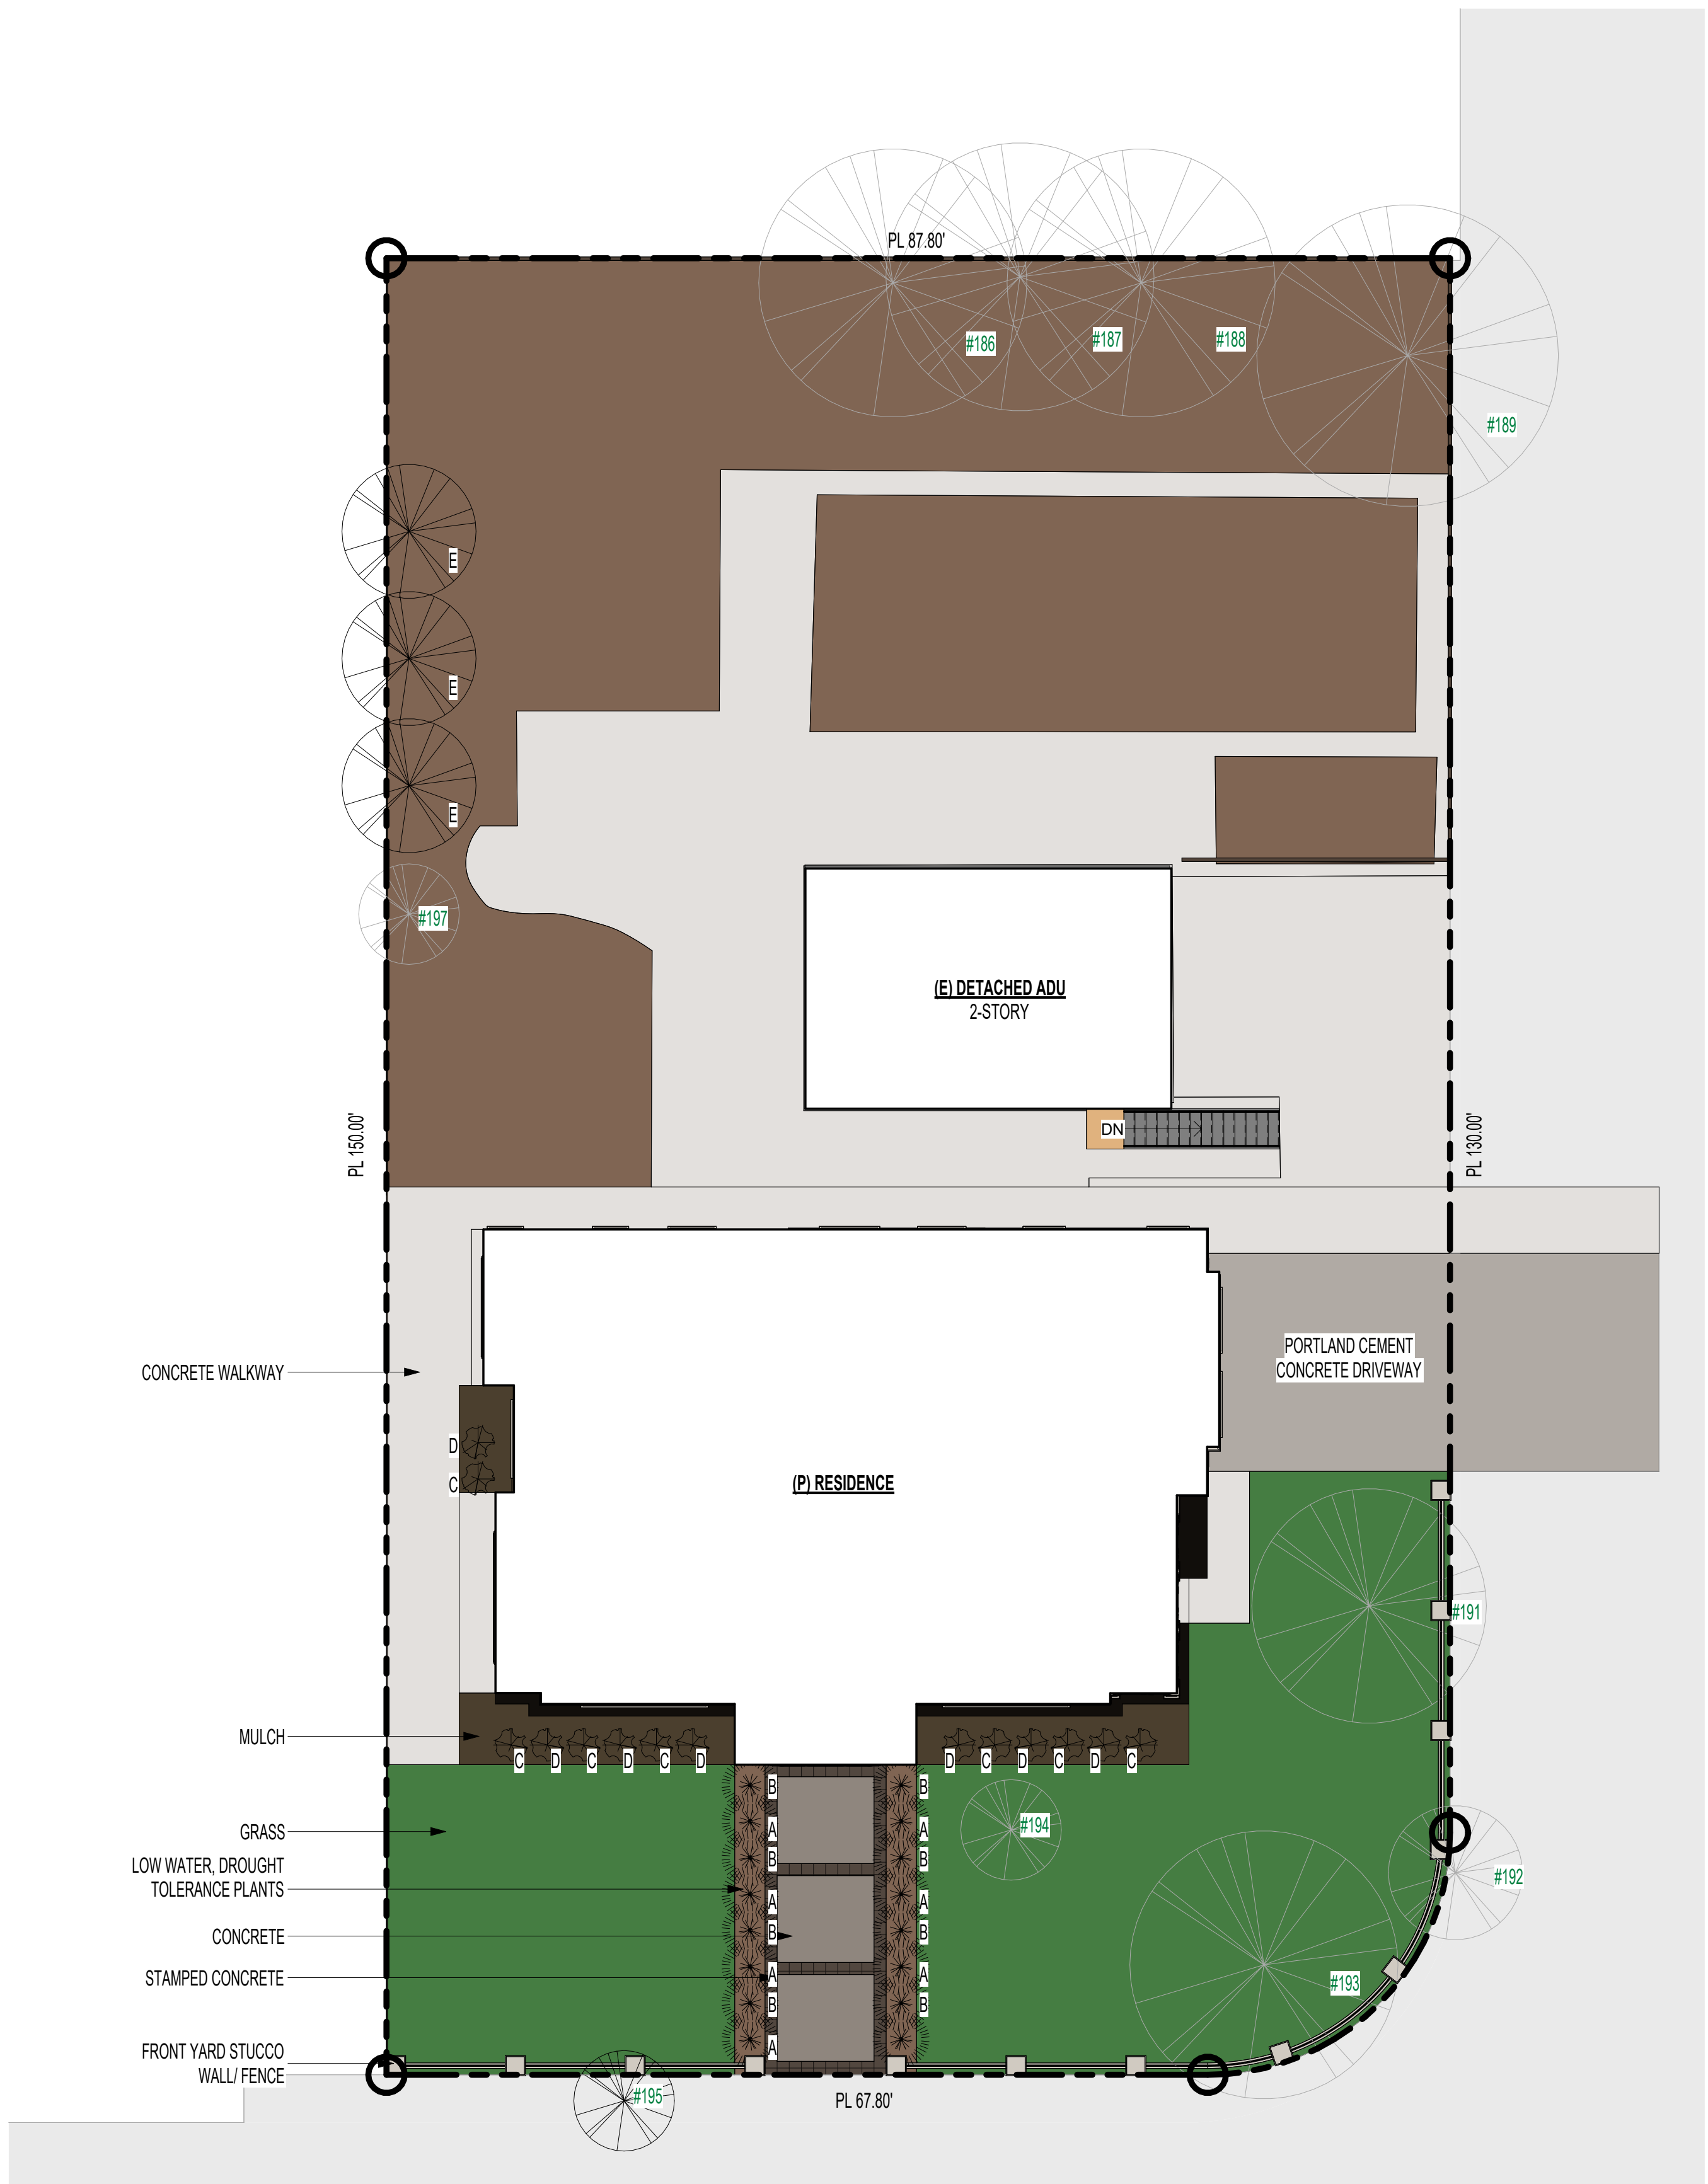 PL 87.80'
#186
#187
#188
#189
E
E
E
#197
(E) DETACHED ADU
2-STORY
DN
PL 150.00'
PL 130.00'
PORTLAND CEMENT
CONCRETE DRIVEWAY
CONCRETE WALKWAY
D
C
(P) RESIDENCE
#191
MULCH
C
D
C
D
C
D
D
C
D
C
D
C
B
B
A
A
B
B
A
A
B
B
A
A
B
B
A
#194
GRASS
LOW WATER, DROUGHT
TOLERANCE PLANTS
#192
CONCRETE
STAMPED CONCRETE
#193
FRONT YARD STUCCO
WALL/ FENCE
#195
PL 67.80'